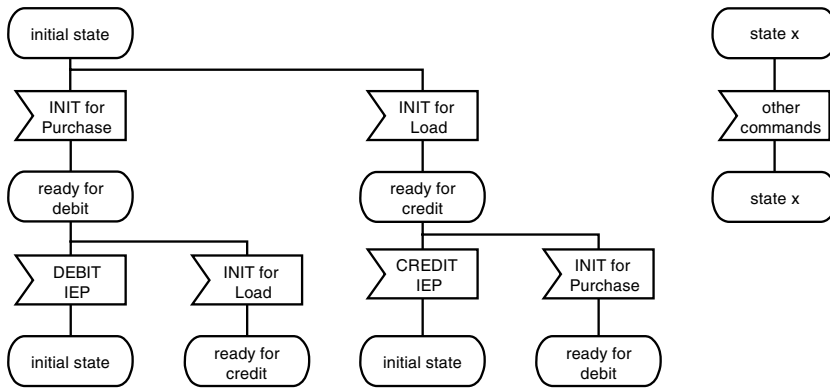 initial state
state x
INIT for
Purchase
INIT for
Load
other
commands
ready for
debit
ready for
credit
state x
DEBIT
IEP
INIT for
Load
CREDIT
IEP
INIT for
Purchase
initial state
ready for
credit
initial state
ready for
debit